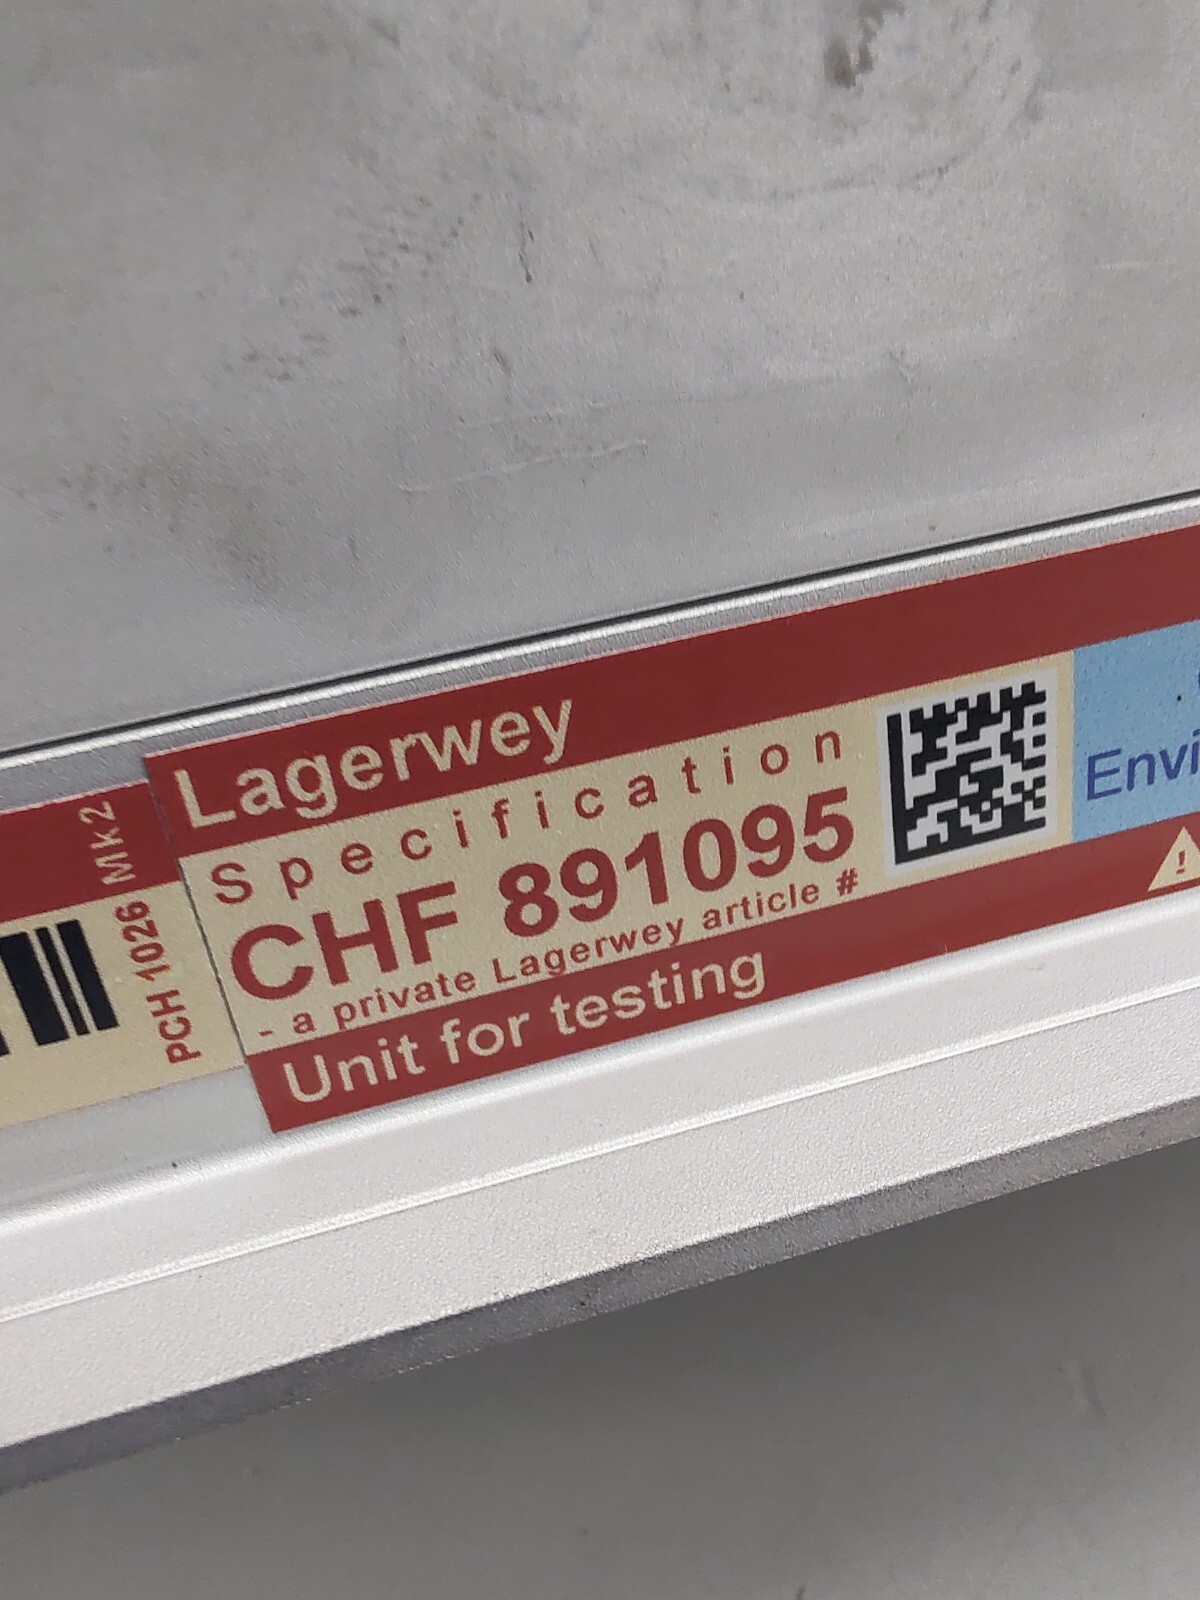 Lagerwey
Specification
CHF 891095
- a private Lagerwey article #
Unit for testing
PCH 1026 Mk2
Envi